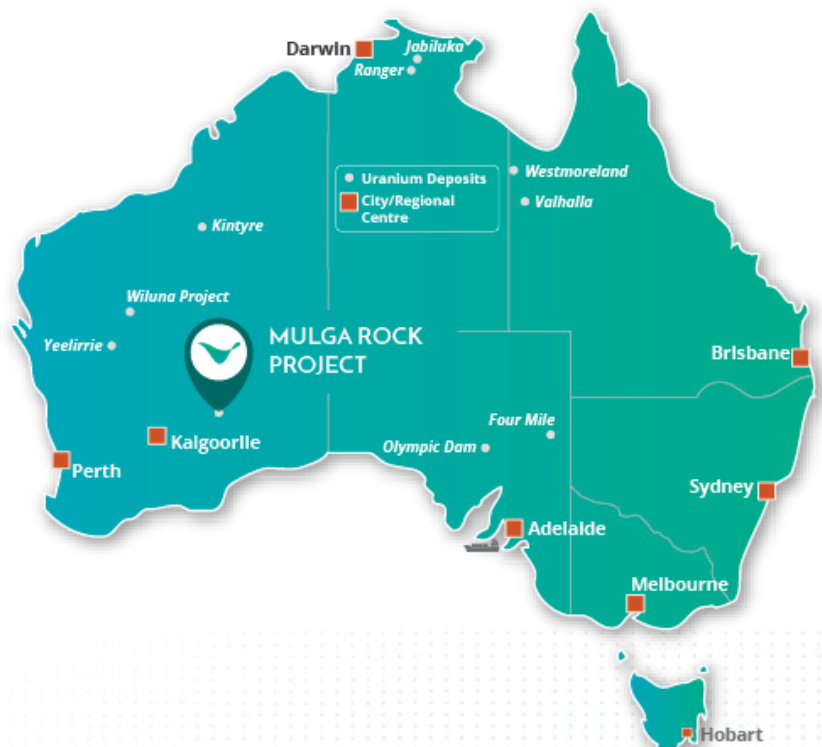 Darwin
Jabiluka
Ranger
Uranium Deposits
City/Regional
Centre
Westmoreland
Valhalla
Kintyre
Wiluna Project
Yeelirrie
MULGA ROCK
PROJECT
Brisbane
Four Mile
Olympic Dam
Kalgoorlie
Perth
Sydney
Adelaide
Melbourne
Hobart